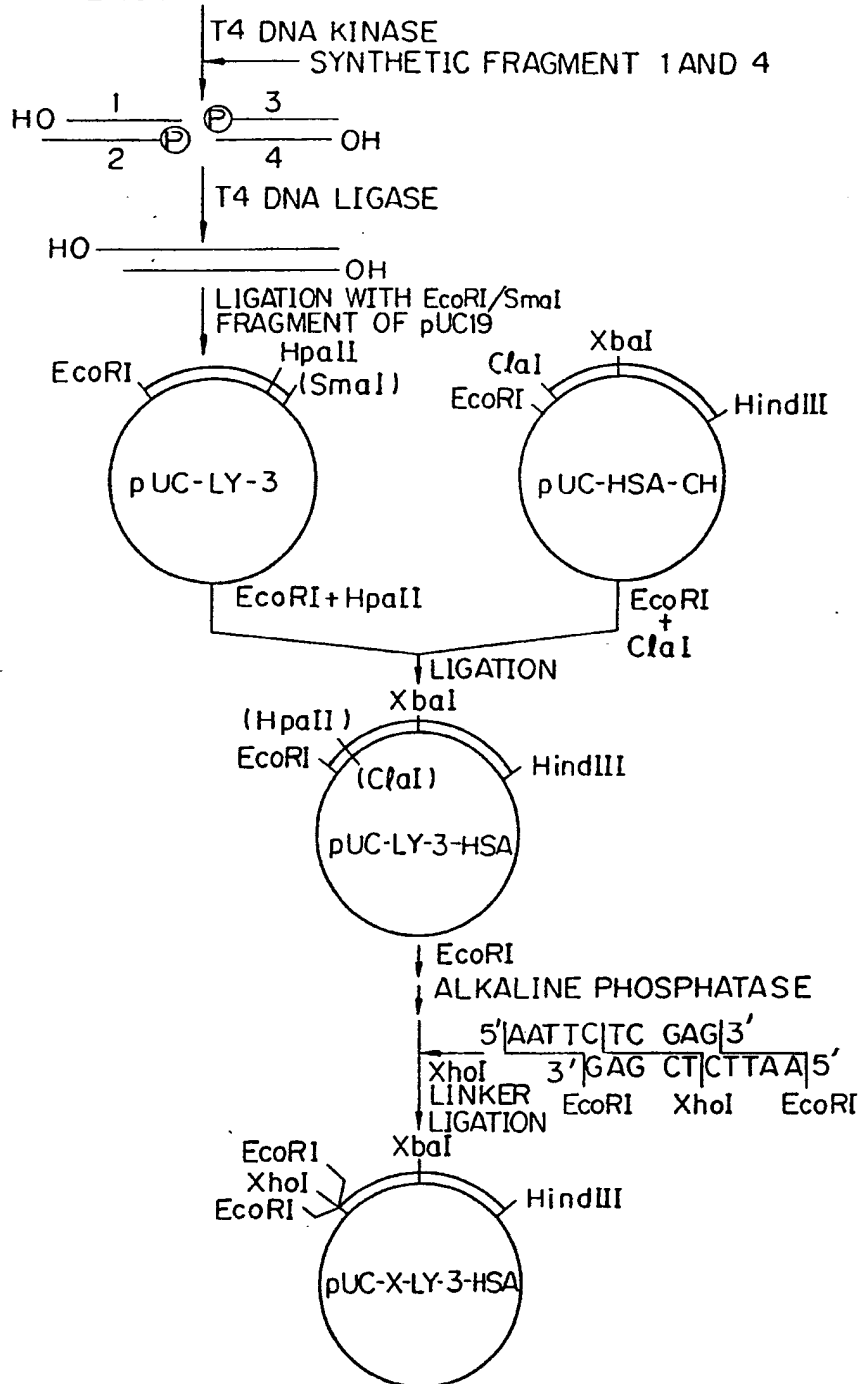 T4 DNA KINASE
SYNTHETIC FRAGMENT 1 AND 4
1
HO
P
3
2
P
4
OH
T4 DNA LIGASE
HO
OH
LIGATION WITH EcoRI/SmaI
FRAGMENT OF pUC19
HpaII
EcoRI
(SmaI)
pUC-LY-3
XbaI
ClaI
EcoRI
HindIII
pUC-HSA-CH
EcoRI+HpaII
EcoRI
+
ClaI
LIGATION
XbaI
(HpaII)
EcoRI
(ClaI)
HindIII
pUC-LY-3-HSA
EcoRI
ALKALINE PHOSPHATASE
5'|AATTC|TC GAG|3'
3'|GAG CT|CTTAA|5'
EcoRI XhoI EcoRI
XhoI
LINKER
LIGATION
XbaI
EcoRI
XhoI
EcoRI
HindIII
pUC-X-LY-3-HSA